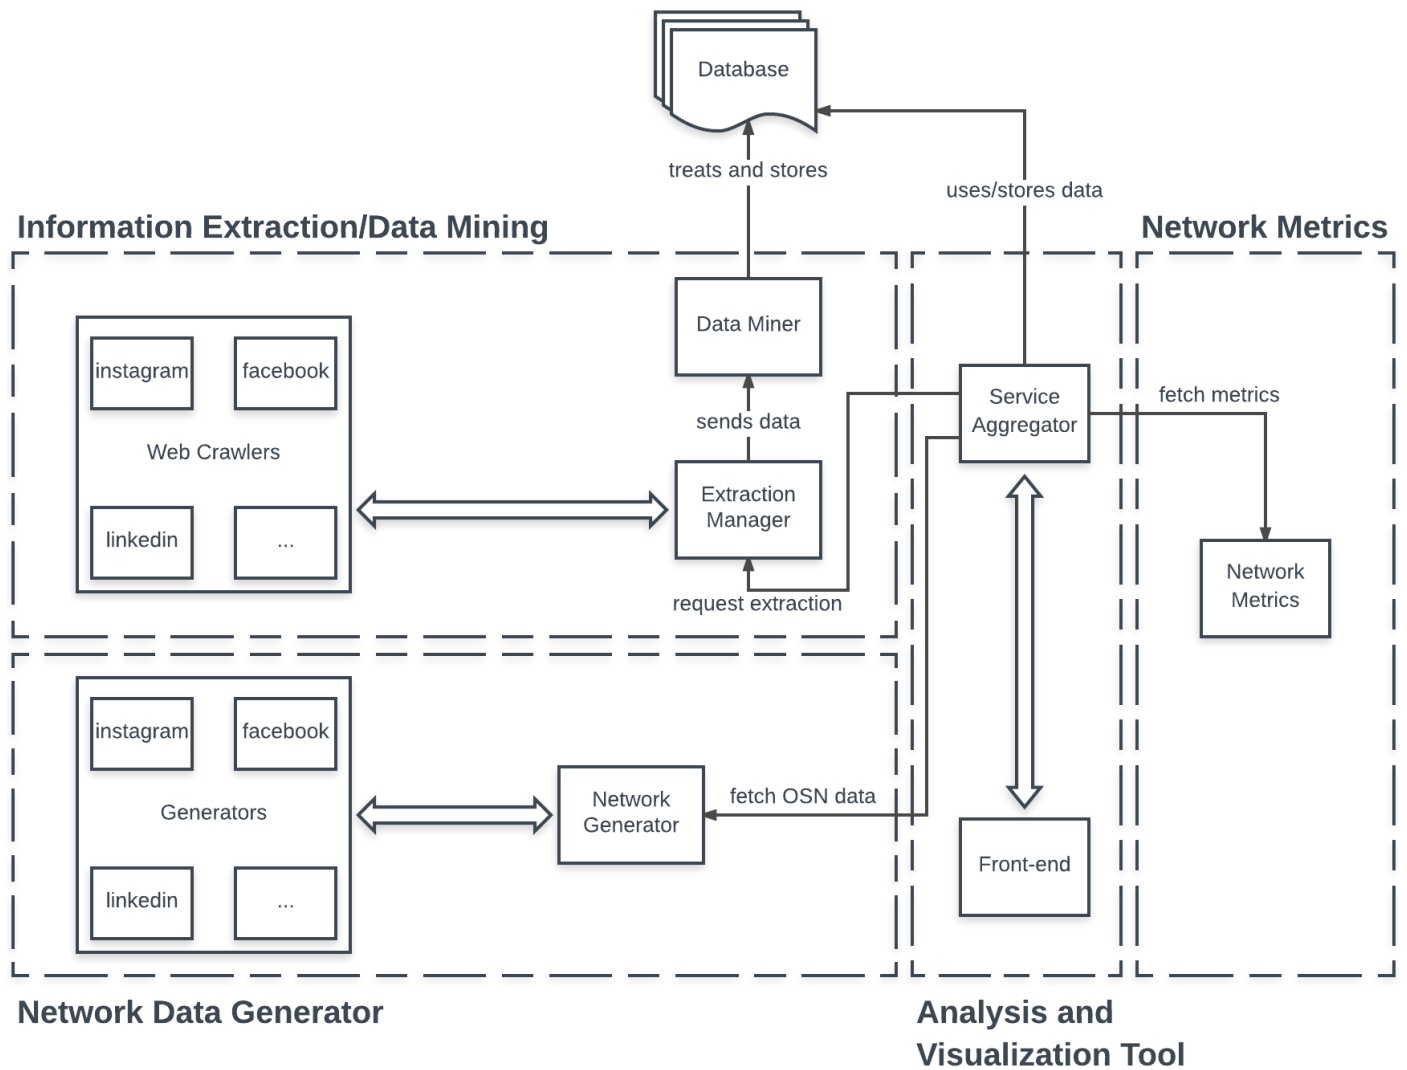 Database
treats and stores
uses/stores data
Information Extraction/Data Mining
Network Metrics
Data Miner
instagram
facebook
Web Crawlers
linkedin
...
sends data
Extraction
Manager
request extraction
Service
Aggregator
fetch metrics
Network
Metrics
instagram
facebook
Generators
linkedin
...
Network
Generator
fetch OSN data
Front-end
Network Data Generator
Analysis and
Visualization Tool